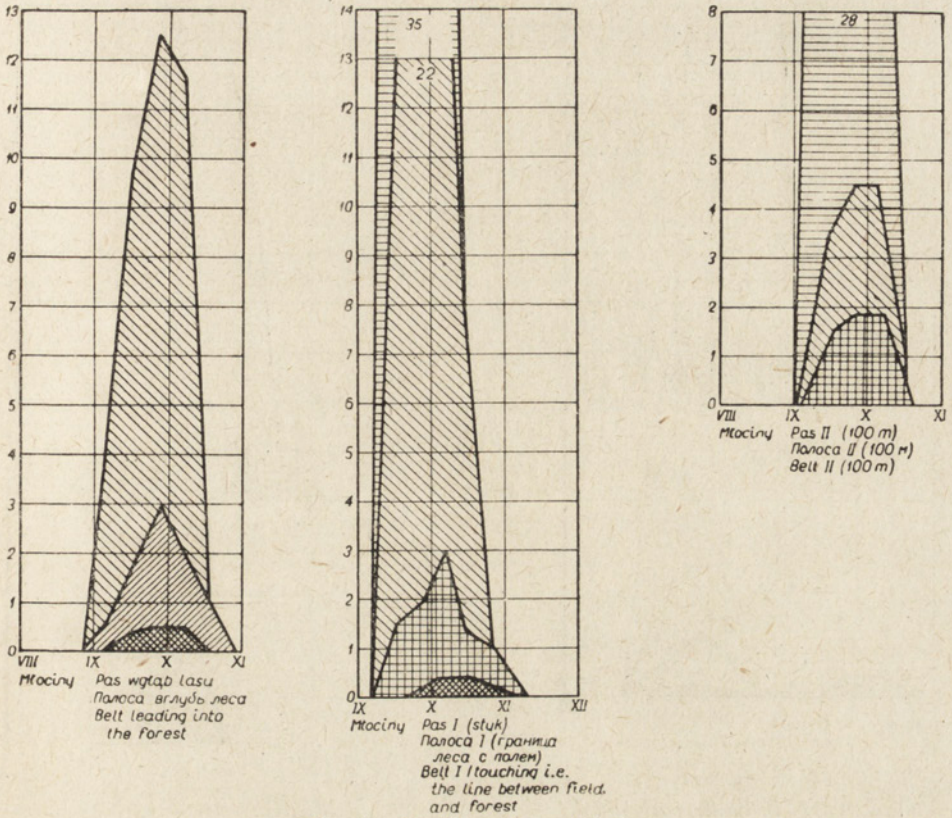 13
12
11
10
9
8
7
6
5
4
3
2
1
0
VIII IX X XI
Młociny Pas wgłąb lasu
Полоса вглубь леса
Belt leading into
the forest
14
13
12
11
10
9
8
7
6
5
4
3
2
1
0
35
22
IX X XI XII
Młociny Pas I (styk)
Полоса I (граница
леса с полем)
Belt I /touching i.e.
the line between field.
and forest
8
7
6
5
4
3
2
1
0
28
VIII IX X XI
Młociny Pas II (100 m)
Полоса II (100 м)
Belt II (100 m)